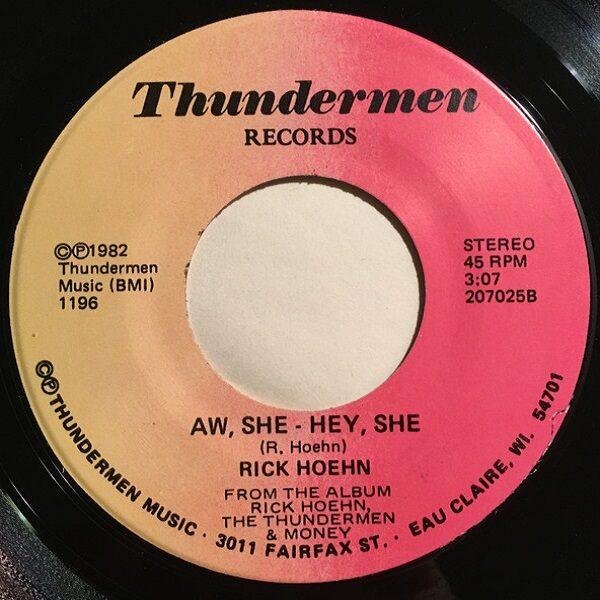 Thundermen
RECORDS
©℗1982
Thundermen
Music (BMI)
1196
STEREO
45 RPM
3:07
207025B
AW, SHE - HEY, SHE
(R. Hoehn)
RICK HOEHN
FROM THE ALBUM
RICK HOEHN,
THE THUNDERMEN
& MONEY
©℗THUNDERMEN MUSIC · 3011 FAIRFAX ST. · EAU CLAIRE, WI. 54701